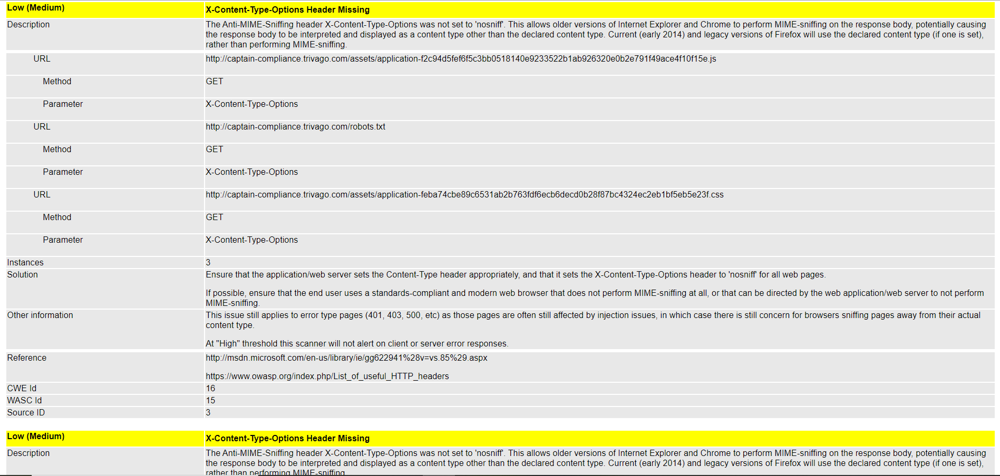 Low (Medium)
X-Content-Type-Options Header Missing
Description
The Anti-MIME-Sniffing header X-Content-Type-Options was not set to 'nosniff'. This allows older versions of Internet Explorer and Chrome to perform MIME-sniffing on the response body, potentially causing
the response body to be interpreted and displayed as a content type other than the declared content type. Current (early 2014) and legacy versions of Firefox will use the declared content type (if one is set),
rather than performing MIME-sniffing.
URL
http://captain-compliance.trivago.com/assets/application-f2c94d5fef6f5c3bb0518140e9233522b1ab926320e0b2e791f49ace4f10f15e.js
Method
GET
Parameter
X-Content-Type-Options
URL
http://captain-compliance.trivago.com/robots.txt
Method
GET
Parameter
X-Content-Type-Options
URL
http://captain-compliance.trivago.com/assets/application-feba74cbe89c6531ab2b763fdf6ecb6decd0b28f87bc4324ec2eb1bf5eb5e23f.css
Method
GET
Parameter
X-Content-Type-Options
Instances
3
Solution
Ensure that the application/web server sets the Content-Type header appropriately, and that it sets the X-Content-Type-Options header to 'nosniff' for all web pages.
If possible, ensure that the end user uses a standards-compliant and modern web browser that does not perform MIME-sniffing at all, or that can be directed by the web application/web server to not perform
MIME-sniffing.
Other information
This issue still applies to error type pages (401, 403, 500, etc) as those pages are often still affected by injection issues, in which case there is still concern for browsers sniffing pages away from their actual
content type.
At "High" threshold this scanner will not alert on client or server error responses.
Reference
http://msdn.microsoft.com/en-us/library/ie/gg622941%28v=vs.85%29.aspx
https://www.owasp.org/index.php/List_of_useful_HTTP_headers
CWE Id
16
WASC Id
15
Source ID
3
Low (Medium)
X-Content-Type-Options Header Missing
Description
The Anti-MIME-Sniffing header X-Content-Type-Options was not set to 'nosniff'. This allows older versions of Internet Explorer and Chrome to perform MIME-sniffing on the response body, potentially causing
the response body to be interpreted and displayed as a content type other than the declared content type. Current (early 2014) and legacy versions of Firefox will use the declared content type (if one is set),
rather than performing MIME-sniffing.